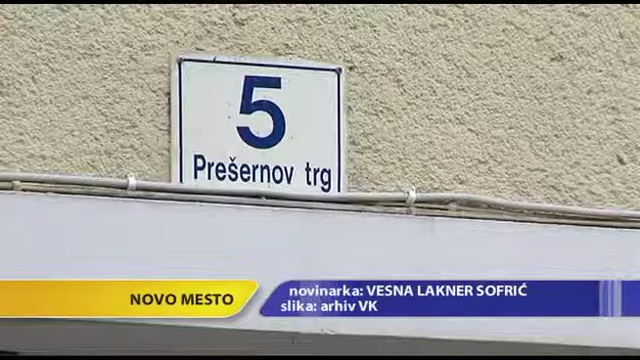 5
Prešernov trg
NOVO MESTO
novinarka: VESNA LAKNER SOFRIĆ
slika: arhiv VK